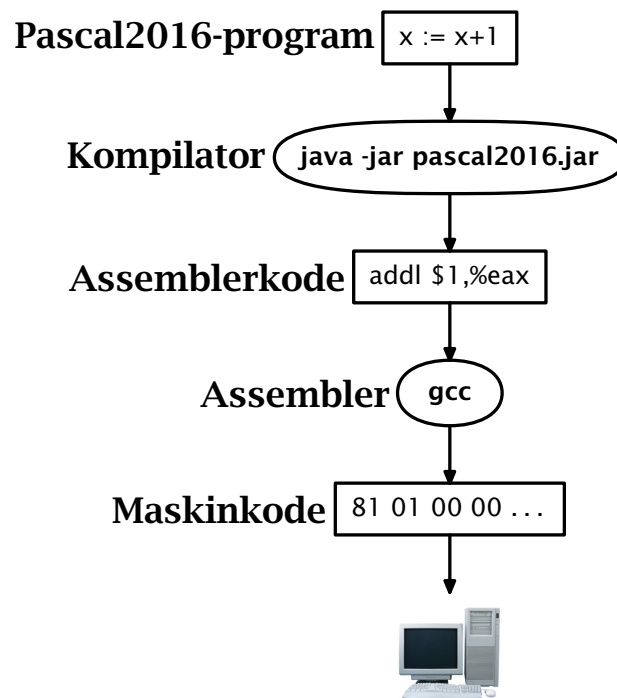 Pascal2016-program x := x+1
Kompilator java -jar pascal2016.jar
Assemblerkode addl $1,%eax
Assembler gcc
Maskinkode 81 01 00 00 . . .